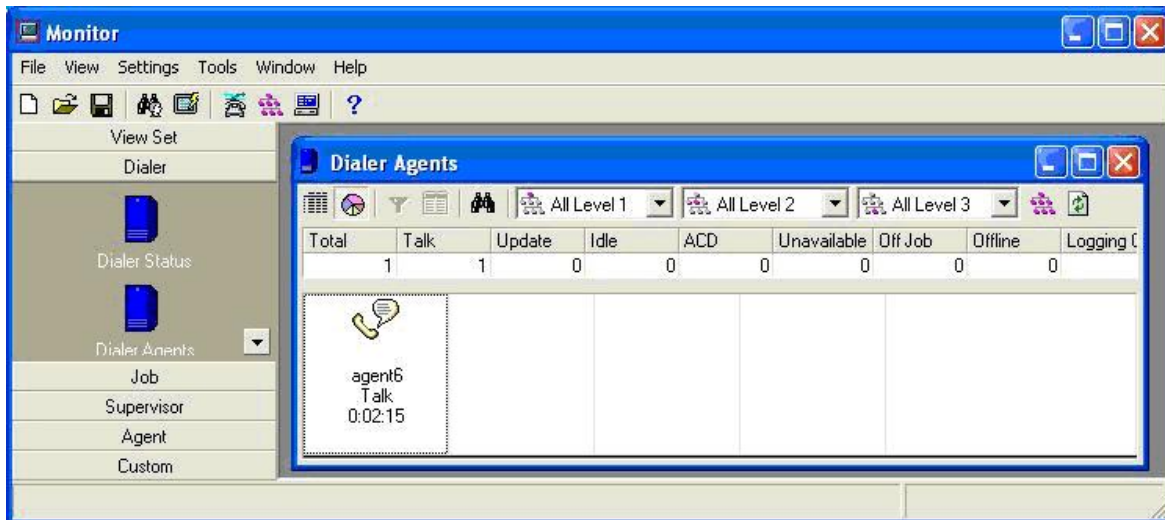 Monitor
File View Settings Tools Window Help
?
View Set
Dialer
Dialer Status
Dialer Agents
Job
Supervisor
Agent
Custom
Dialer Agents
All Level 1 All Level 2 All Level 3
Total Talk Update Idle ACD Unavailable Off Job Offline Logging
1 1 0 0 0 0 0 0
agent6
Talk
0:02:15